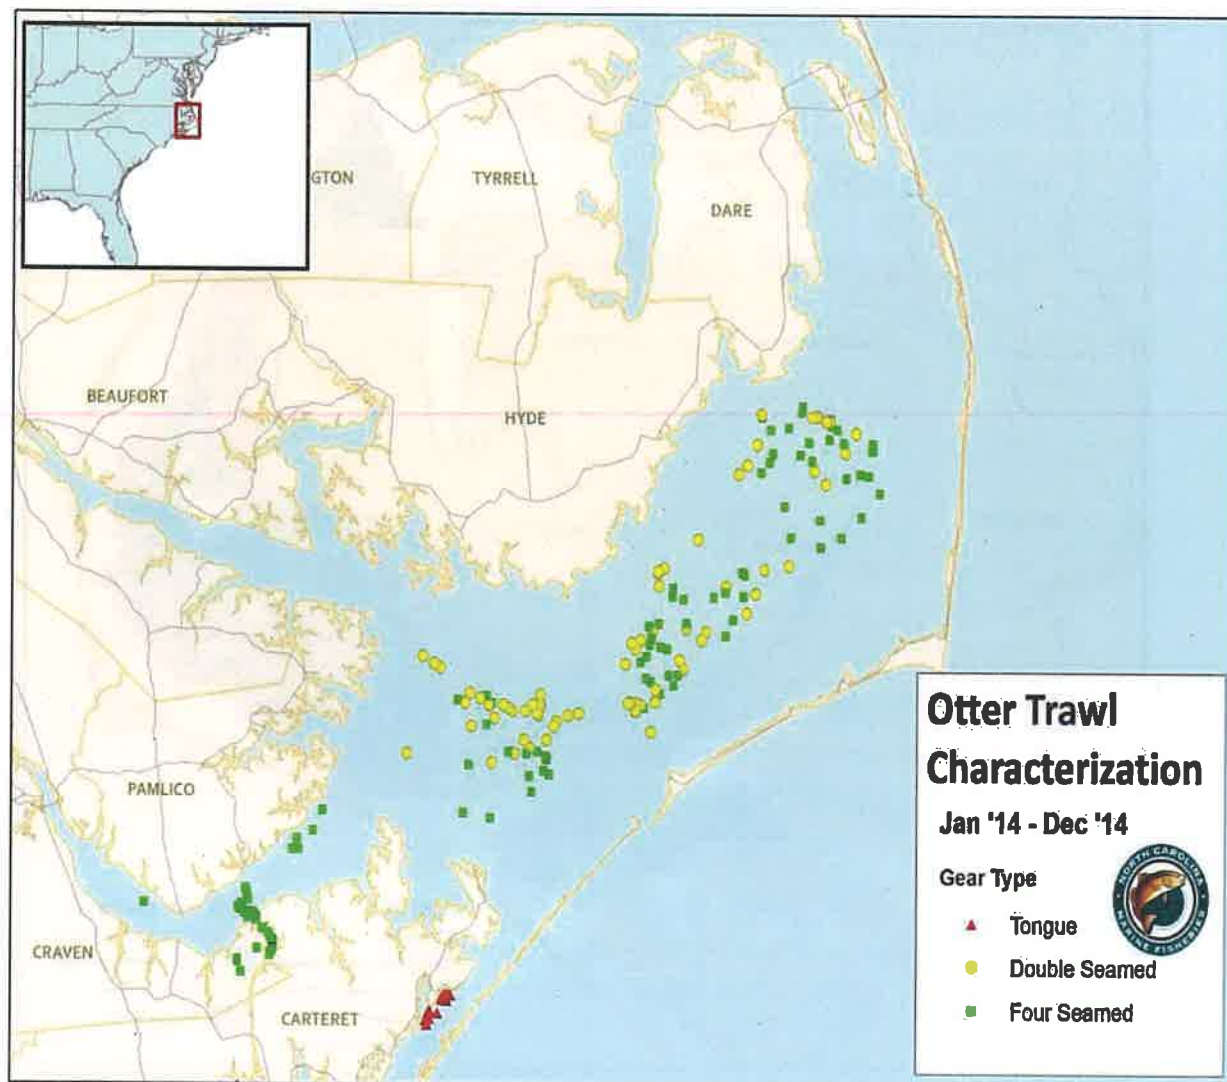 GTON
TYRRELL
DARE
BEAUFORT
HYDE
PAMLICO
CRAVEN
CARTERET
Otter Trawl
Characterization
Jan '14 - Dec '14
Gear Type
NORTH CAROLINA
MARINE FISHERIES
Tongue
Double Seamed
Four Seamed